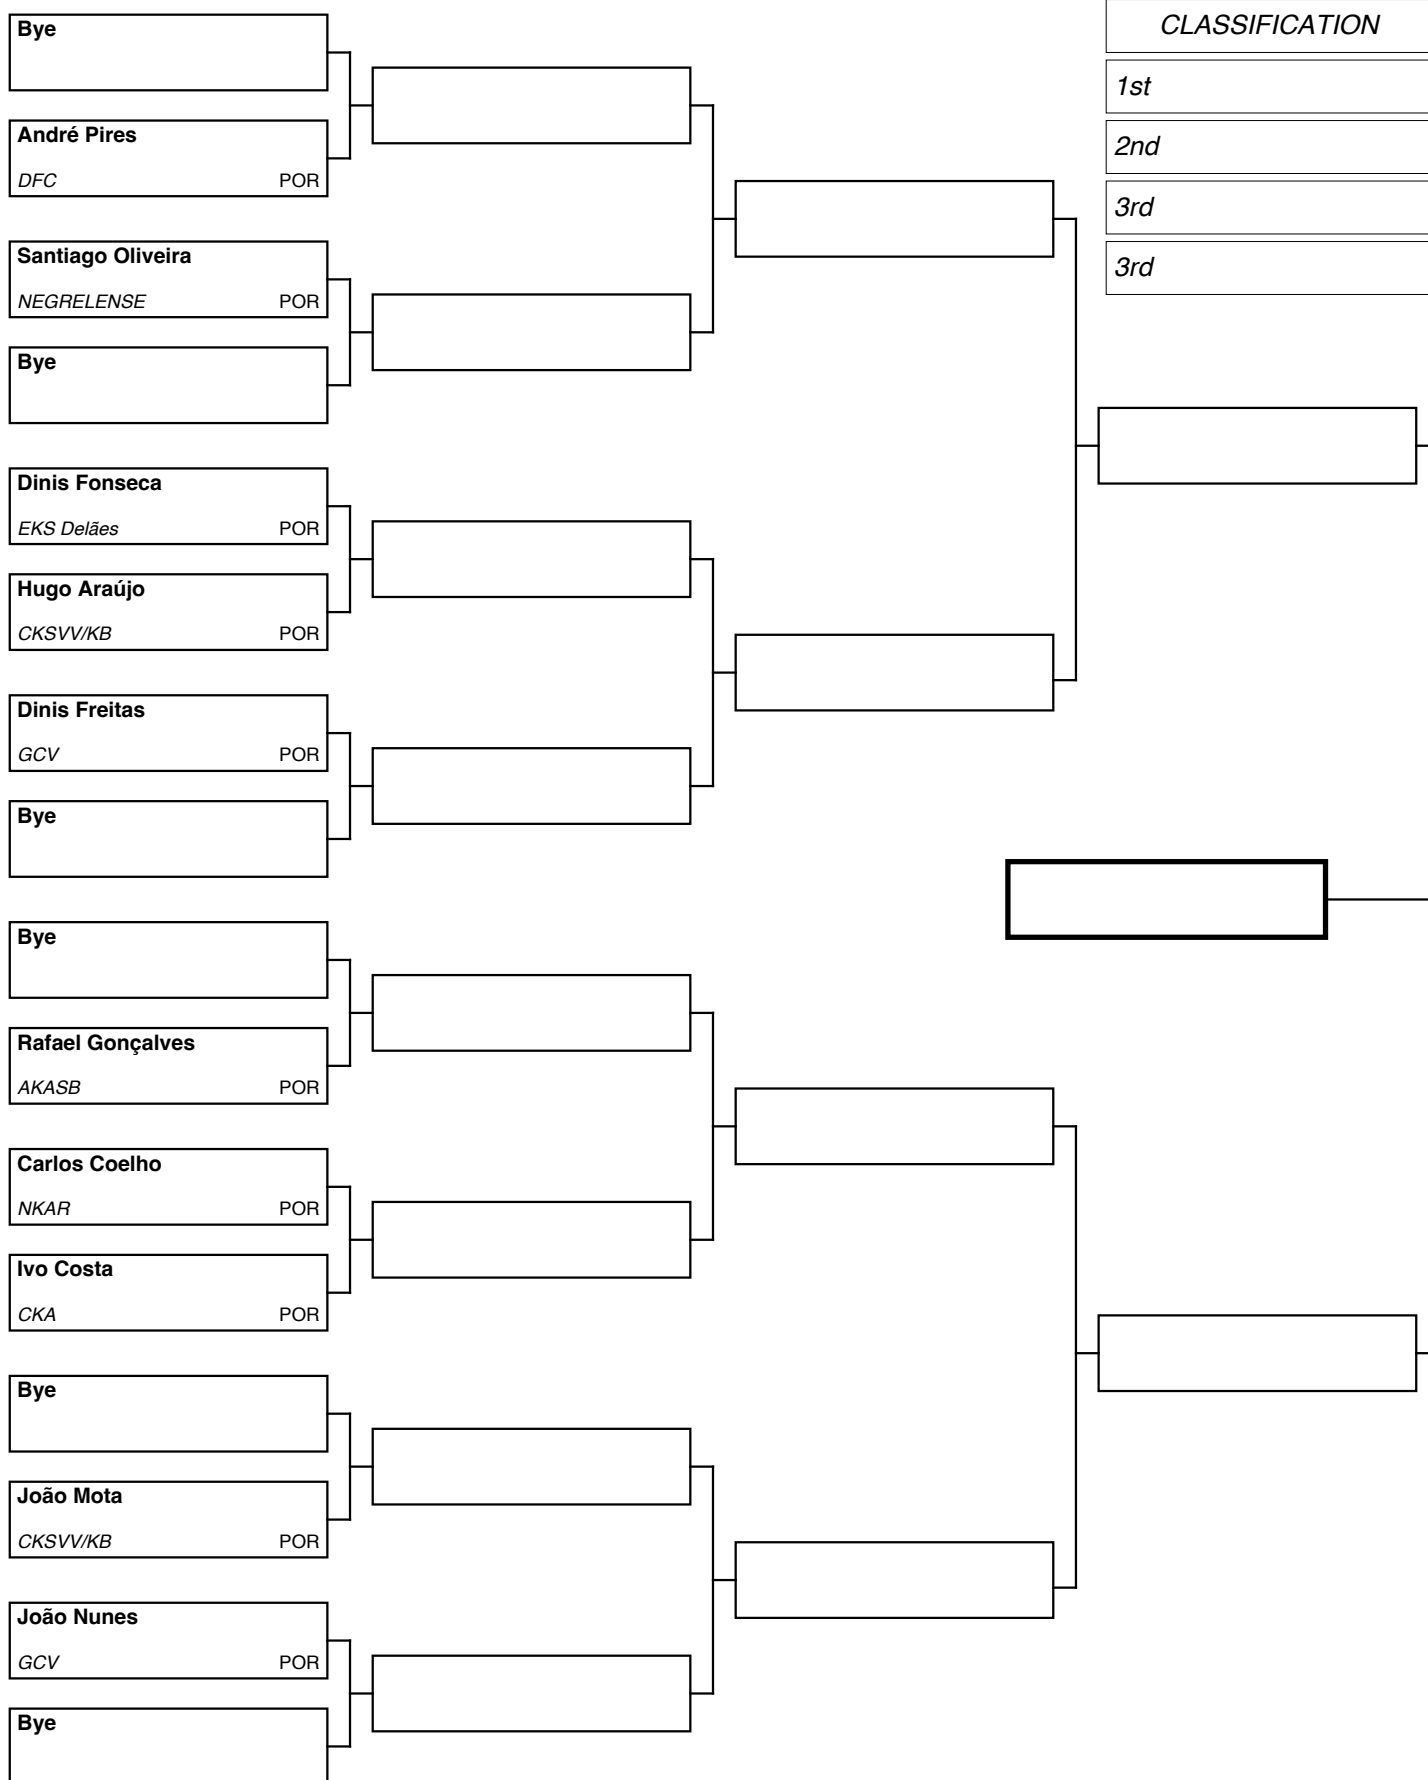 Bye
André Pires
DFC POR
Santiago Oliveira
NEGRELENSE POR
Bye
Dinis Fonseca
EKS Delães POR
Hugo Araújo
CKSVV/KB POR
Dinis Freitas
GCV POR
Bye
Bye
Rafael Gonçalves
AKASB POR
Carlos Coelho
NKAR POR
Ivo Costa
CKA POR
Bye
João Mota
CKSVV/KB POR
João Nunes
GCV POR
Bye
CLASSIFICATION
1st
2nd
3rd
3rd